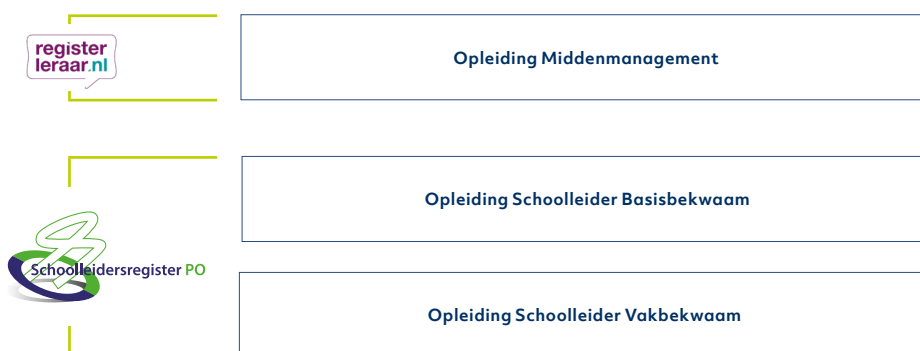 register
leraar.nl
Opleiding Middenmanagement
Opleiding Schoolleider Basisbekwaam
Schoolleidersregister PO
Opleiding Schoolleider Vakbekwaam